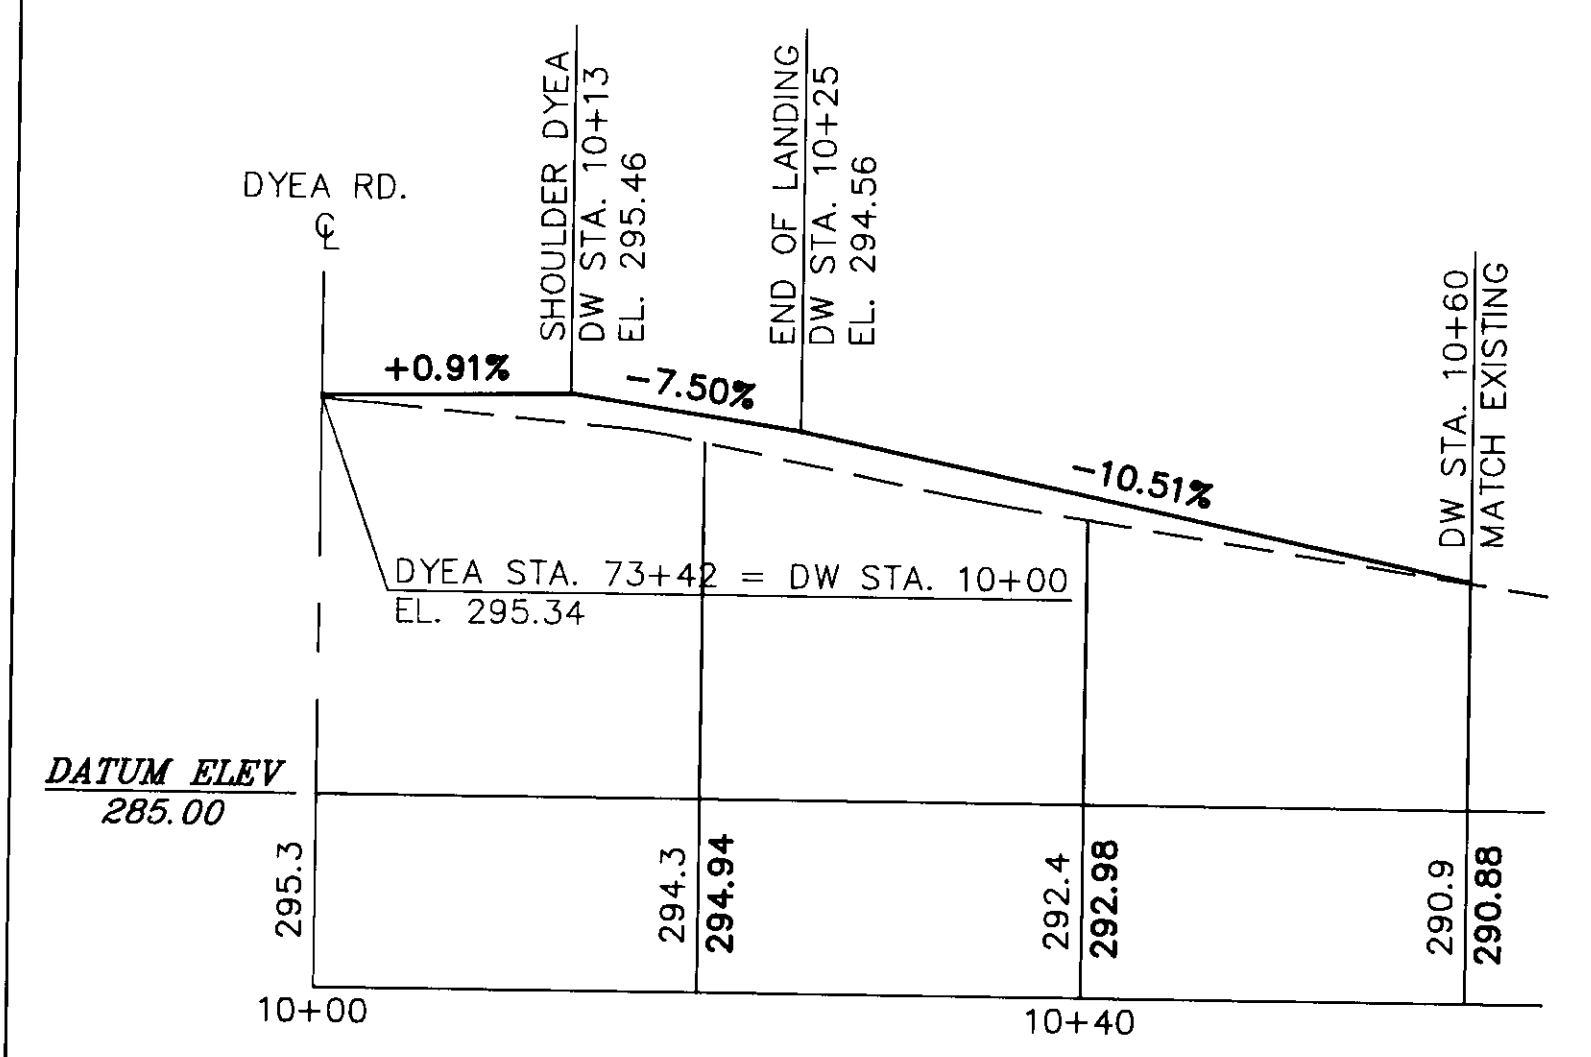 DYEA RD.
℄
SHOULDER DYEA
DW STA. 10+13
EL. 295.46
END OF LANDING
DW STA. 10+25
EL. 294.56
DW STA. 10+60
MATCH EXISTING
+0.91%
-7.50%
-10.51%
DYEA STA. 73+42 = DW STA. 10+00
EL. 295.34
DATUM ELEV
285.00
295.3
294.3
294.94
292.4
292.98
290.9
290.88
10+00
10+40